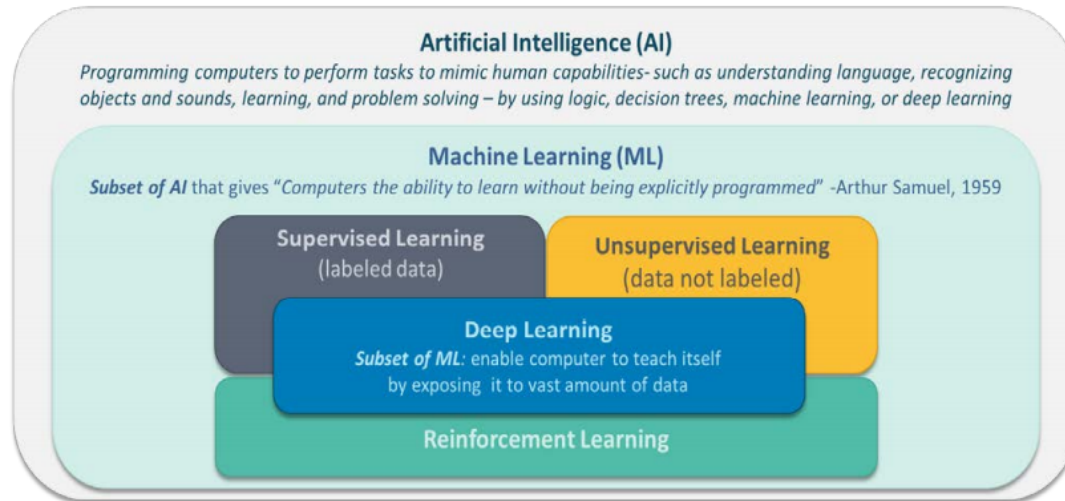 Artificial Intelligence (AI)
Programming computers to perform tasks to mimic human capabilities- such as understanding language, recognizing
objects and sounds, learning, and problem solving – by using logic, decision trees, machine learning, or deep learning
Machine Learning (ML)
Subset of AI that gives “Computers the ability to learn without being explicitly programmed” -Arthur Samuel, 1959
Supervised Learning
(labeled data)
Unsupervised Learning
(data not labeled)
Deep Learning
Subset of ML: enable computer to teach itself
by exposing it to vast amount of data
Reinforcement Learning